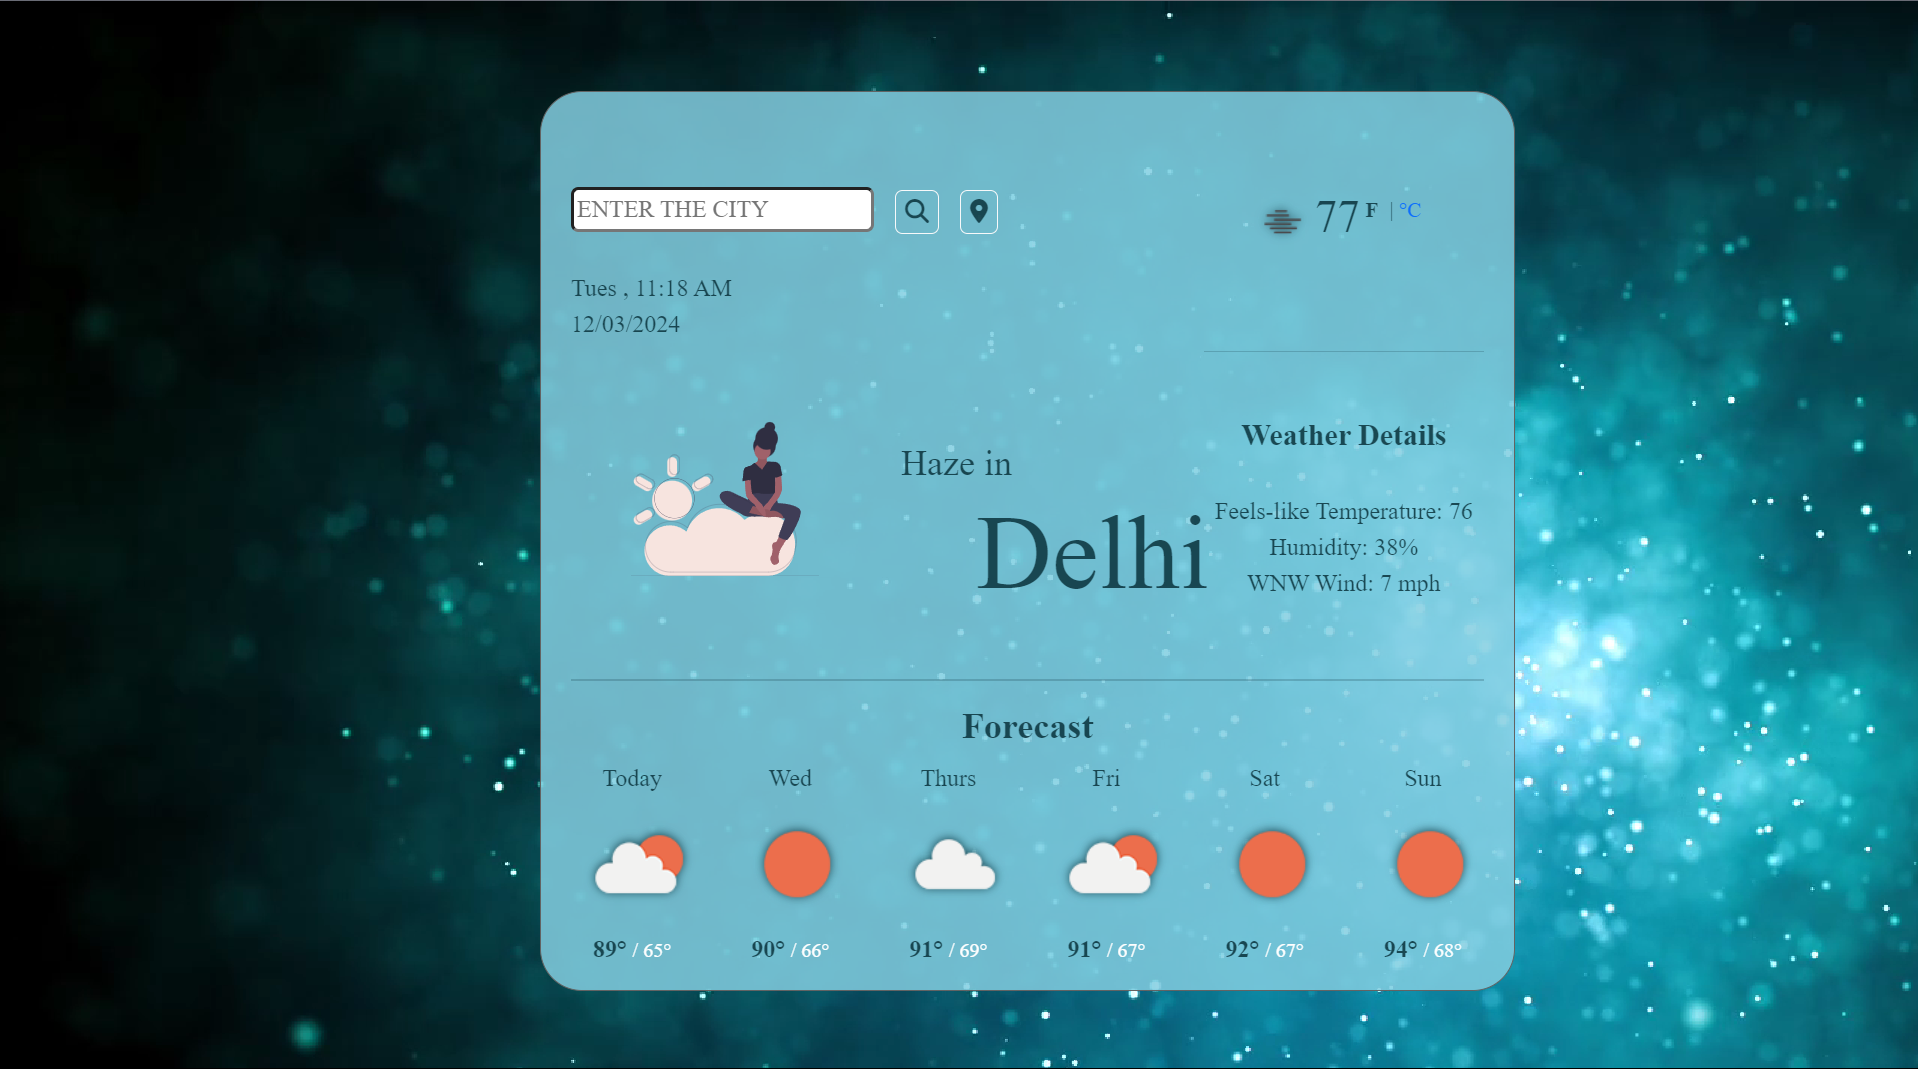 ENTER THE CITY
77 F | °C
Tues , 11:18 AM
12/03/2024
Haze in
Delhi
Weather Details
Feels-like Temperature: 76
Humidity: 38%
WNW Wind: 7 mph
Forecast
Today Wed Thurs Fri Sat Sun
89° / 65° 90° / 66° 91° / 69° 91° / 67° 92° / 67° 94° / 68°